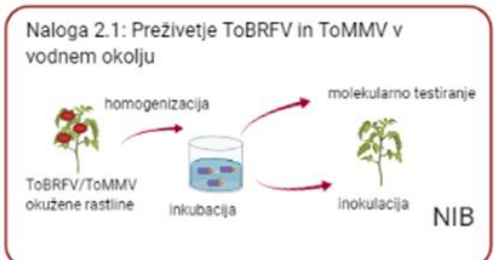 Naloga 2.1: Preživetje ToBRFV in ToMMV v
vodnem okolju
homogenizacija
molekularno testiranje
ToBRFV/ToMMV
okužene rastline
inkubacija
inokulacija
NIB